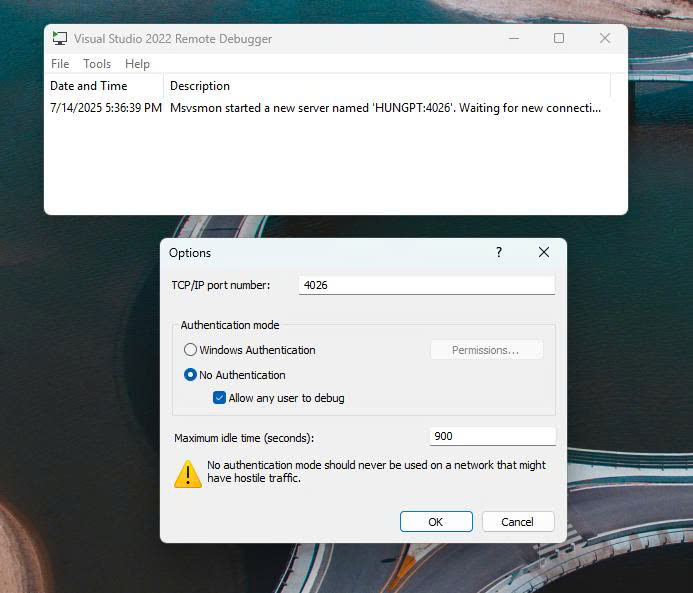 Visual Studio 2022 Remote Debugger
File Tools Help
Date and Time Description
7/14/2025 5:36:39 PM Msvsmon started a new server named 'HUNGPT:4026'. Waiting for new connecti...
Options ?
TCP/IP port number: 4026
Authentication mode
Windows Authentication Permissions...
No Authentication
Allow any user to debug
Maximum idle time (seconds): 900
No authentication mode should never be used on a network that might
have hostile traffic.
OK Cancel